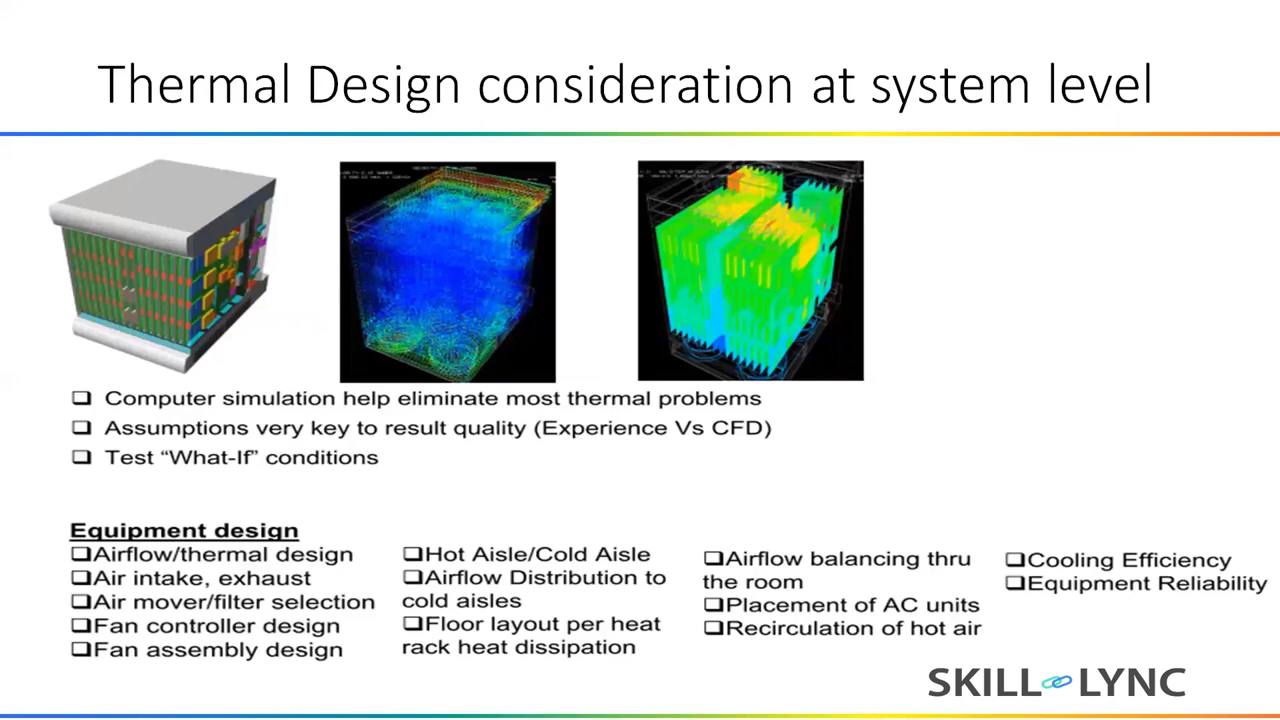 Thermal Design consideration at system level
❑ Computer simulation help eliminate most thermal problems
❑ Assumptions very key to result quality (Experience Vs CFD)
❑ Test “What-If” conditions
Equipment design
❑Airflow/thermal design
❑Air intake, exhaust
❑Air mover/filter selection
❑Fan controller design
❑Fan assembly design
❑Hot Aisle/Cold Aisle
❑Airflow Distribution to
cold aisles
❑Floor layout per heat
rack heat dissipation
❑Airflow balancing thru
the room
❑Placement of AC units
❑Recirculation of hot air
❑Cooling Efficiency
❑Equipment Reliability
SKILL LYNC